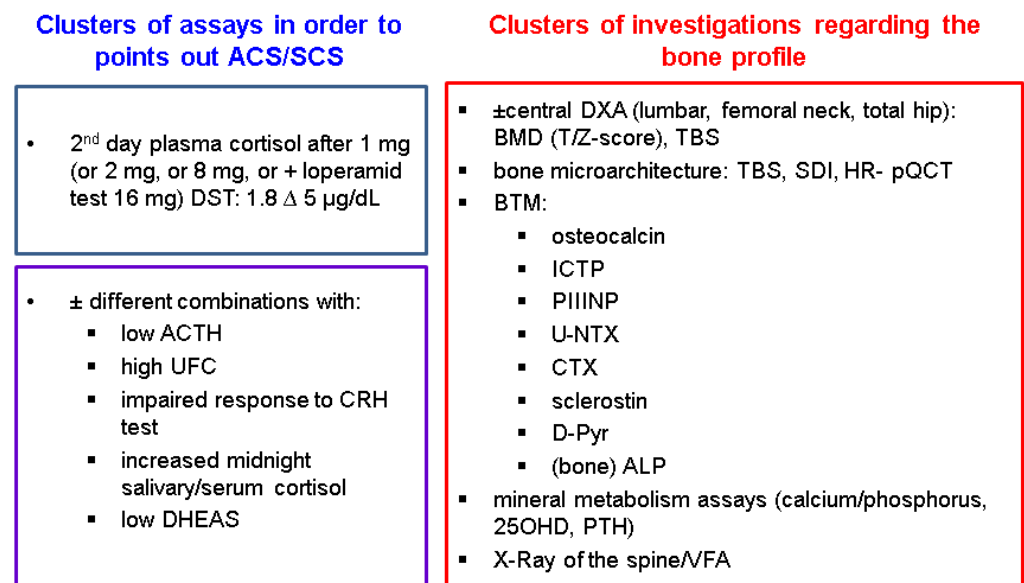 Clusters of assays in order to
points out ACS/SCS
• 2nd day plasma cortisol after 1 mg
(or 2 mg, or 8 mg, or + loperamid
test 16 mg) DST: 1.8 ∆ 5 µg/dL
• ± different combinations with:
▪ low ACTH
▪ high UFC
▪ impaired response to CRH
test
▪ increased midnight
salivary/serum cortisol
▪ low DHEAS
Clusters of investigations regarding the
bone profile
▪ ±central DXA (lumbar, femoral neck, total hip):
BMD (T/Z-score), TBS
▪ bone microarchitecture: TBS, SDI, HR- pQCT
▪ BTM:
▪ osteocalcin
▪ ICTP
▪ PIIINP
▪ U-NTX
▪ CTX
▪ sclerostin
▪ D-Pyr
▪ (bone) ALP
▪ mineral metabolism assays (calcium/phosphorus,
25OHD, PTH)
▪ X-Ray of the spine/VFA